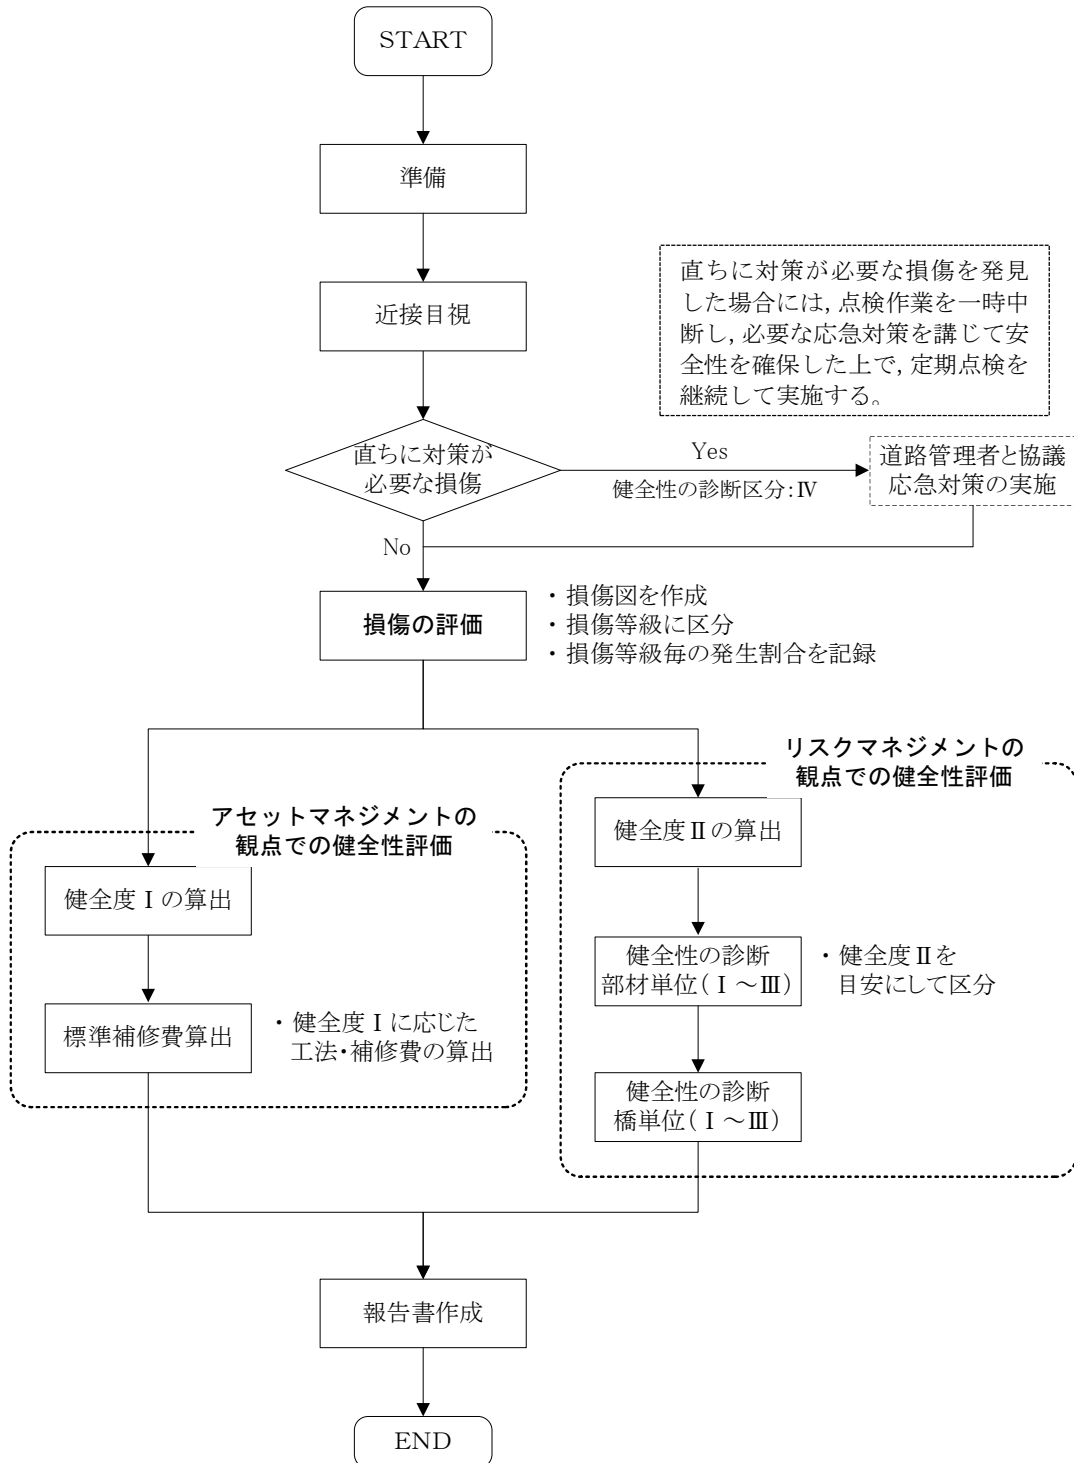 START
準備
近接目視
直ちに対策が必要な損傷を発見
した場合には,点検作業を一時中
断し,必要な応急対策を講じて安
全性を確保した上で,定期点検を
継続して実施する。
直ちに対策が
必要な損傷
Yes
健全性の診断区分:Ⅳ
道路管理者と協議
応急対策の実施
No
損傷の評価
・損傷図を作成
・損傷等級に区分
・損傷等級毎の発生割合を記録
アセットマネジメントの
観点での健全性評価
健全度Ⅰの算出
標準補修費算出
・健全度Ⅰに応じた
工法・補修費の算出
リスクマネジメントの
観点での健全性評価
健全度Ⅱの算出
健全性の診断
部材単位(Ⅰ～Ⅲ)
・健全度Ⅱを
目安にして区分
健全性の診断
橋単位(Ⅰ～Ⅲ)
報告書作成
END